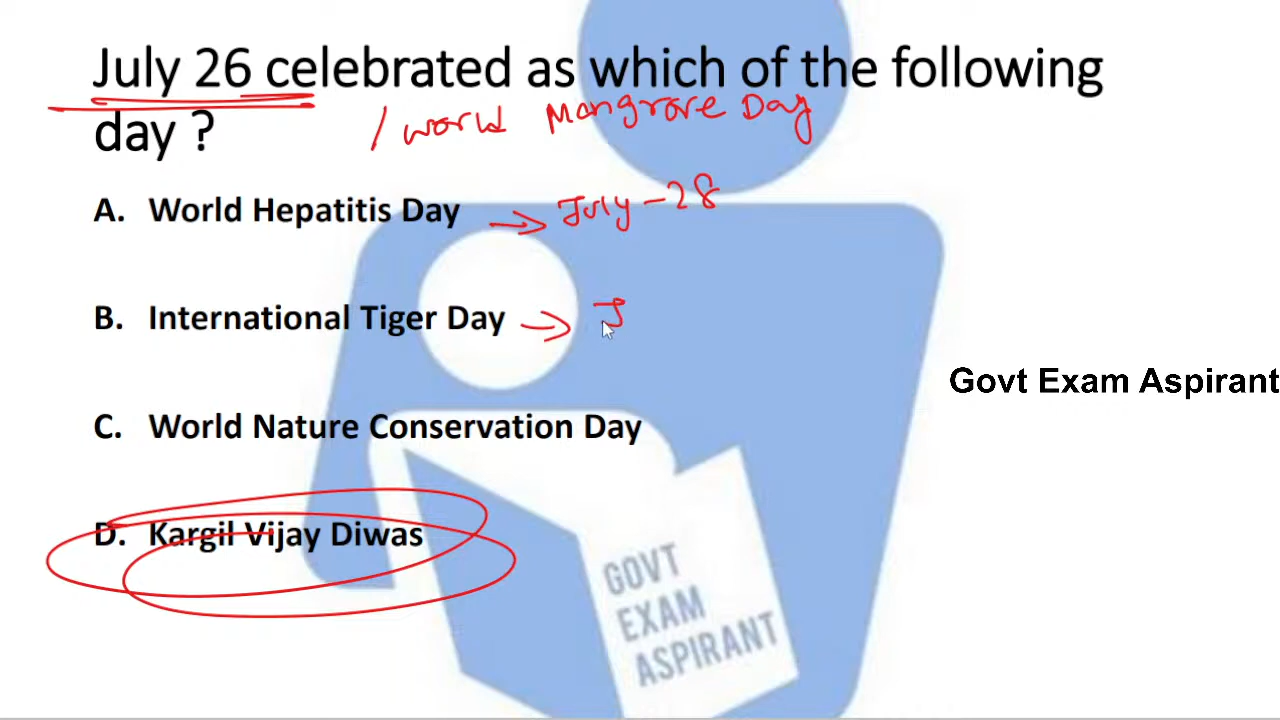 July 26 celebrated as which of the following
day ?
/ world Mangrove Day
A. World Hepatitis Day → July - 28
B. International Tiger Day → J
Govt Exam Aspirant
C. World Nature Conservation Day
D. Kargil Vijay Diwas
GOVT
EXAM
ASPIRANT